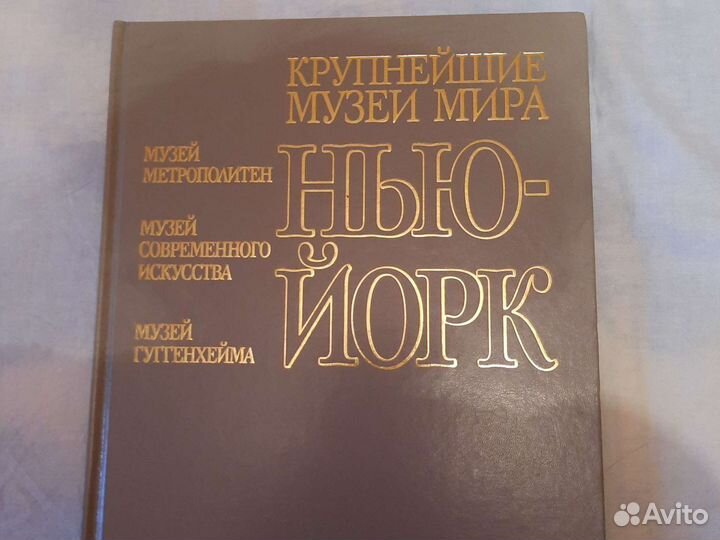 КРУПНЕЙШИЕ
МУЗЕИ МИРА
НЬЮ-
ЙОРК
МУЗЕЙ
МЕТРОПОЛИТЕН
МУЗЕЙ
СОВРЕМЕННОГО
ИСКУССТВА
МУЗЕЙ
ГУГГЕНХЕЙМА
Avito